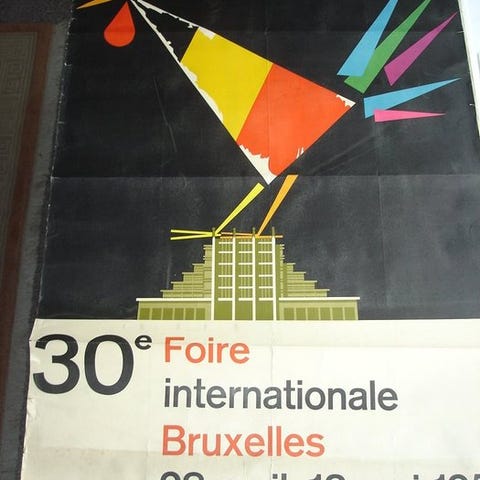 30e Foire
internationale
Bruxelles